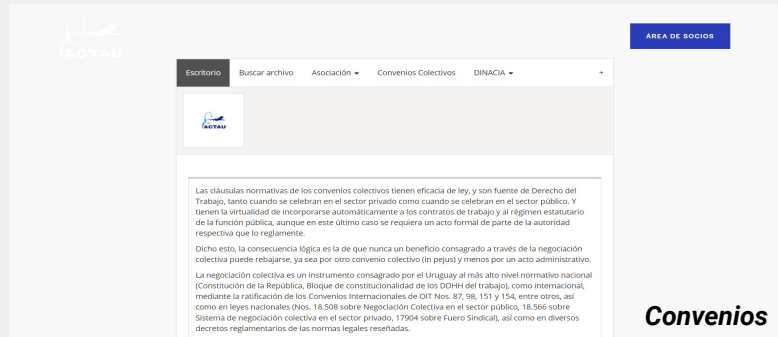 ACTAU
ÁREA DE SOCIOS
Escritorio Buscar archivo Asociación Convenios Colectivos DINACIA +
ACTAU
Las cláusulas normativas de los convenios colectivos tienen eficacia de ley, y son fuente de Derecho del
Trabajo, tanto cuando se celebran en el sector privado como cuando se celebran en el sector público. Y
tienen la virtualidad de incorporarse automáticamente a los contratos de trabajo y al régimen estatutario
de la función pública, aunque en este último caso se requiera un acto formal de parte de la autoridad
respectiva que lo reglamente.
Dicho esto, la consecuencia lógica es la de que nunca un beneficio consagrado a través de la negociación
colectiva puede rebajarse, ya sea por otro convenio colectivo (in pejus) y menos por un acto administrativo.
La negociación colectiva es un instrumento consagrado por el Uruguay al más alto nivel normativo nacional
(Constitución de la República, Bloque de constitucionalidad de los DDHH del trabajo), como internacional,
mediante la ratificación de los Convenios Internacionales de OIT Nos. 87, 98, 151 y 154, entre otros, así
como en leyes nacionales (Nos. 18.508 sobre Negociación Colectiva en el sector público, 18.566 sobre
Sistema de negociación colectiva en el sector privado, 17904 sobre Fuero Sindical), así como en diversos
decretos reglamentarios de las normas legales reseñadas.
Convenios